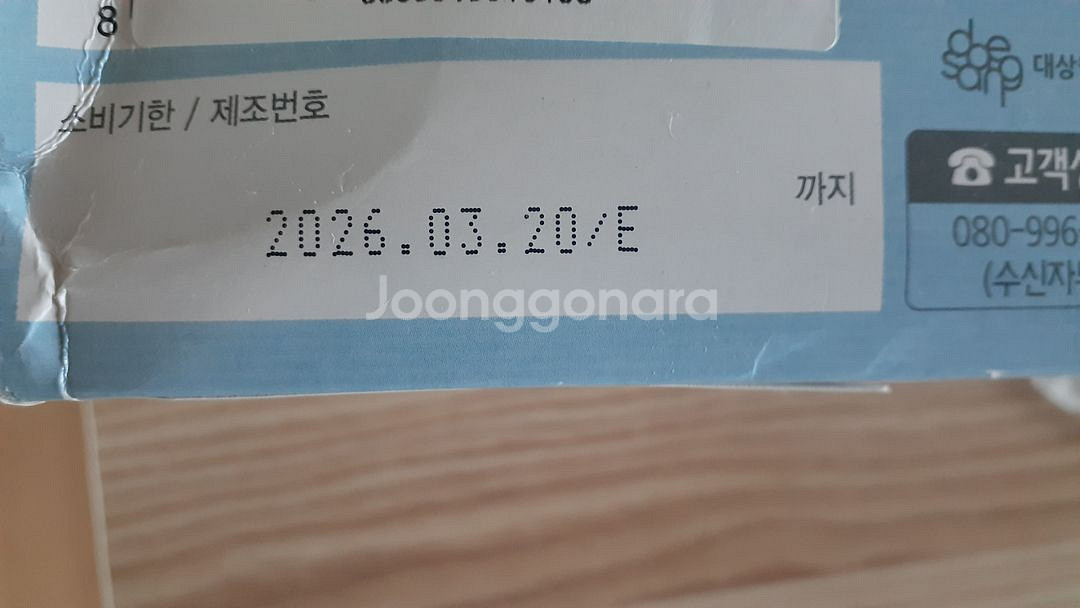 8
소비기한 / 제조번호
까지
2026.03.20/E
Joonggonara
daesang 대상
고객
080-996
(수신자